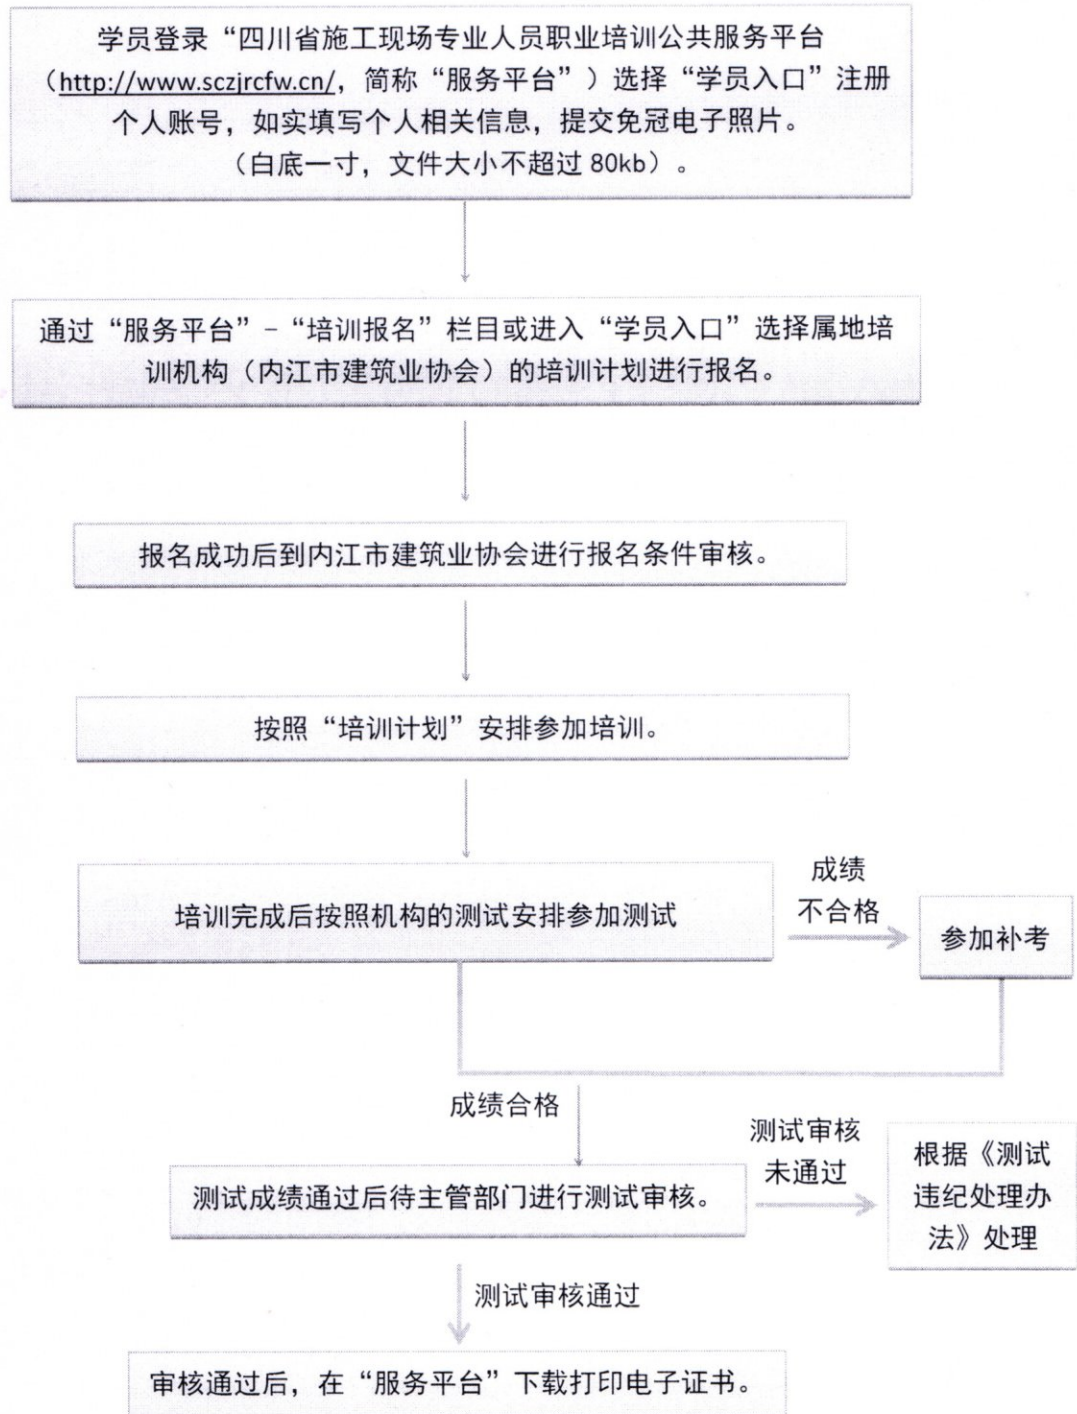 学员登录“四川省施工现场专业人员职业培训公共服务平台
（http://www.sczjrcfw.cn/，简称“服务平台”）选择“学员入口”注册
个人账号，如实填写个人相关信息，提交免冠电子照片。
（白底一寸，文件大小不超过 80kb）。
通过“服务平台”–“培训报名”栏目或进入“学员入口”选择属地培
训机构（内江市建筑业协会）的培训计划进行报名。
报名成功后到内江市建筑业协会进行报名条件审核。
按照“培训计划”安排参加培训。
培训完成后按照机构的测试安排参加测试
成绩
不合格
参加补考
成绩合格
测试成绩通过后待主管部门进行测试审核。
测试审核
未通过
根据《测试
违纪处理办
法》处理
测试审核通过
审核通过后，在“服务平台”下载打印电子证书。